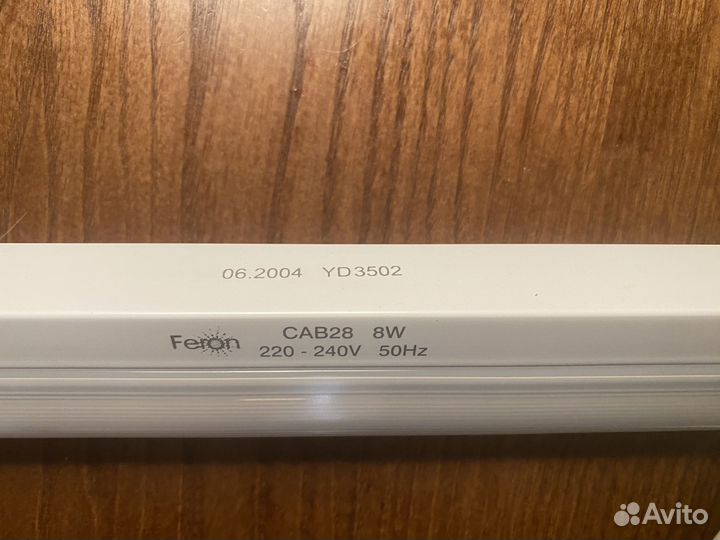 06.2004 YD3502
Feron CAB28 8W
220 - 240V 50Hz
Avito